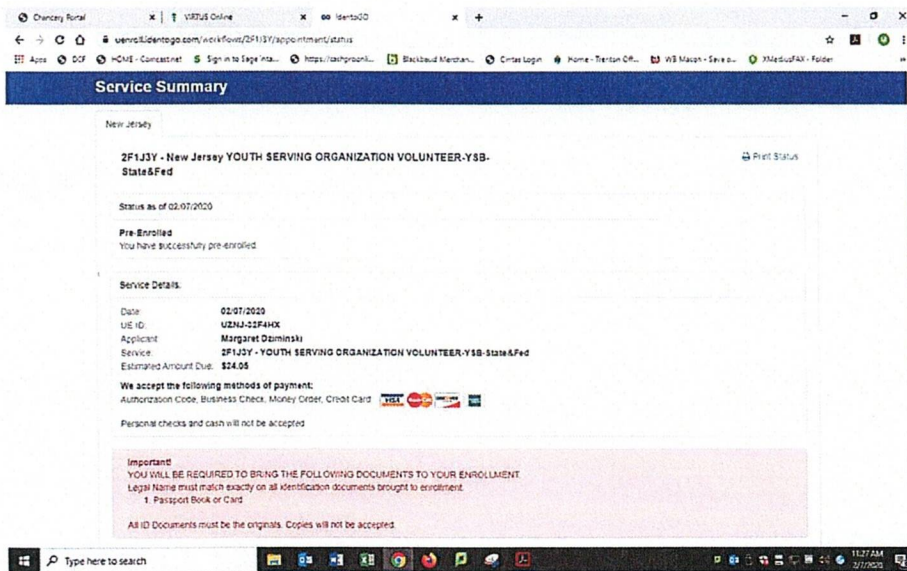 Chancery Portal
VIRTUS Online
IdentoGO
uenroll.identogo.com/workflows/2F1J3Y/appointment/status
Apps DCF HOME - Comcast.net Sign in to Sage Inta... https://cashproonli... Blackbaud Merchan... Cintas Login Home - Trenton Off... WB Mason - Save o... XMediusFAX - Folder
Service Summary
New Jersey
2F1J3Y - New Jersey YOUTH SERVING ORGANIZATION VOLUNTEER-YSB-
State&Fed
Print Status
Status as of 02/07/2020
Pre-Enrolled
You have successfully pre-enrolled.
Service Details:
Date: 02/07/2020
UE ID: UZNJ-02F4HX
Applicant: Margaret Dziminski
Service: 2F1J3Y - YOUTH SERVING ORGANIZATION VOLUNTEER-YSB-State&Fed
Estimated Amount Due: $24.05
We accept the following methods of payment:
Authorization Code, Business Check, Money Order, Credit Card VISA
Personal checks and cash will not be accepted
Important!
YOU WILL BE REQUIRED TO BRING THE FOLLOWING DOCUMENTS TO YOUR ENROLLMENT.
Legal Name must match exactly on all identification documents brought to enrollment.
1. Passport Book or Card
All ID Documents must be the originals. Copies will not be accepted.
Type here to search
11:27 AM
2/7/2020